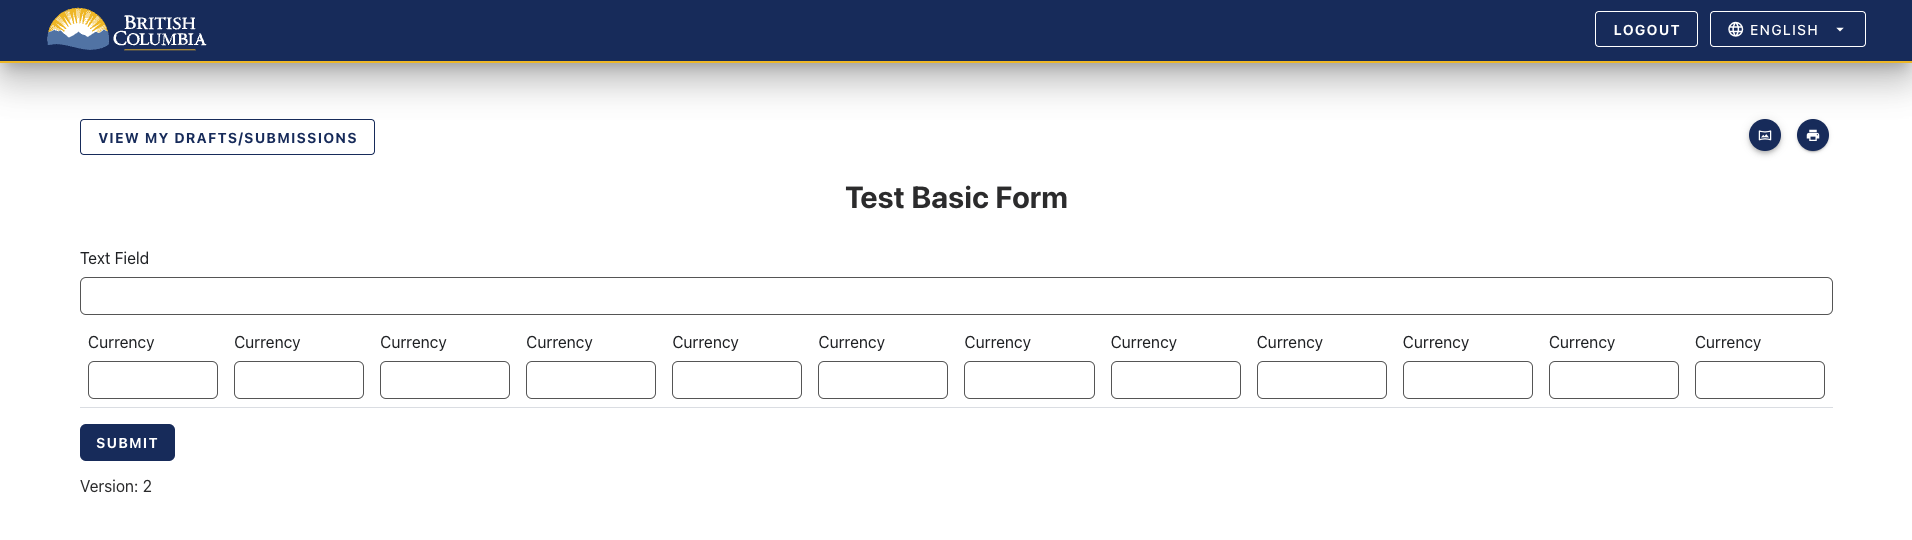 BRITISH
COLUMBIA
LOGOUT
ENGLISH
VIEW MY DRAFTS/SUBMISSIONS
Test Basic Form
Text Field
Currency Currency Currency Currency Currency Currency Currency Currency Currency Currency Currency Currency
SUBMIT
Version: 2